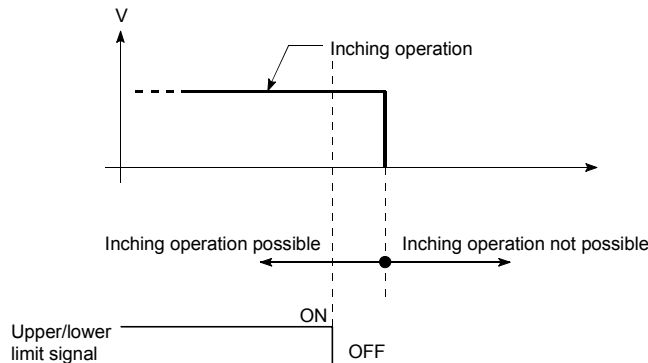 V
Inching operation
Inching operation possible
Inching operation not possible
ON
Upper/lower
limit signal
OFF